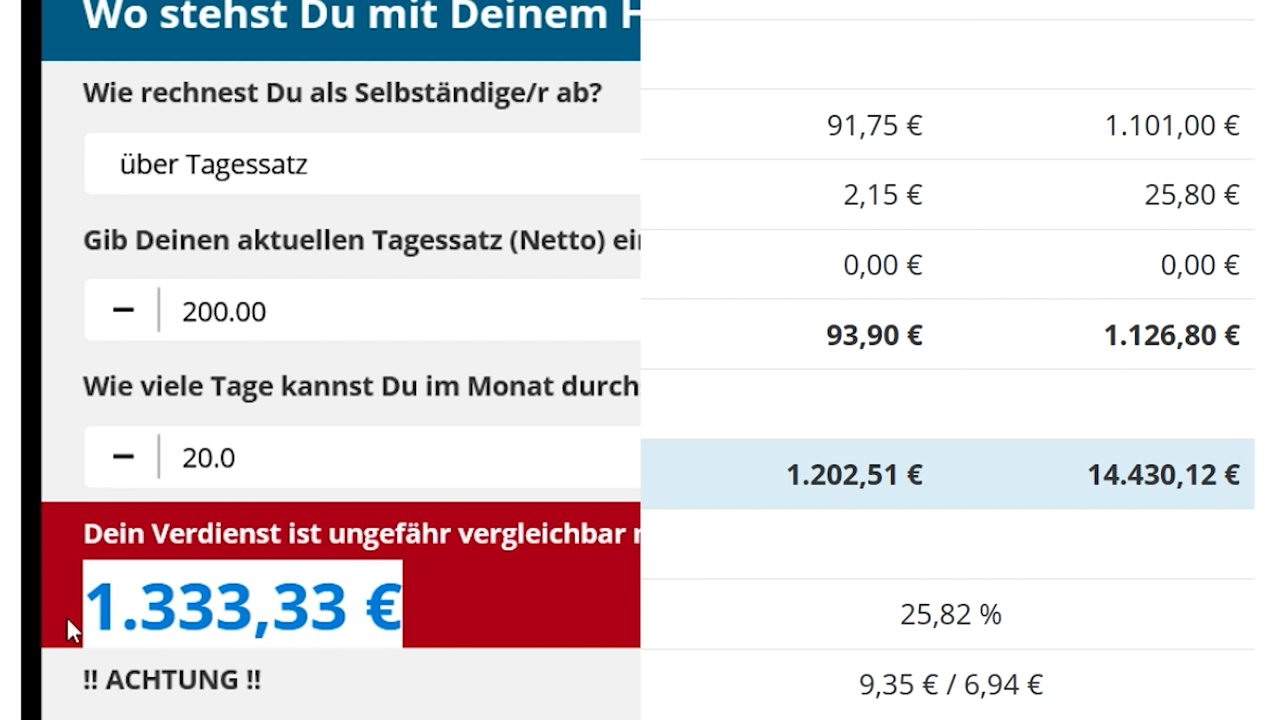 Wo stehst Du mit Deinem
Wie rechnest Du als Selbständige/r ab?
über Tagessatz
Gib Deinen aktuellen Tagessatz (Netto)
− 200.00
Wie viele Tage kannst Du im Monat durch
− 20.0
Dein Verdienst ist ungefähr vergleichbar
1.333,33 €
!! ACHTUNG !!
91,75 € 1.101,00 €
2,15 € 25,80 €
0,00 € 0,00 €
93,90 € 1.126,80 €
1.202,51 € 14.430,12 €
25,82 %
9,35 € / 6,94 €